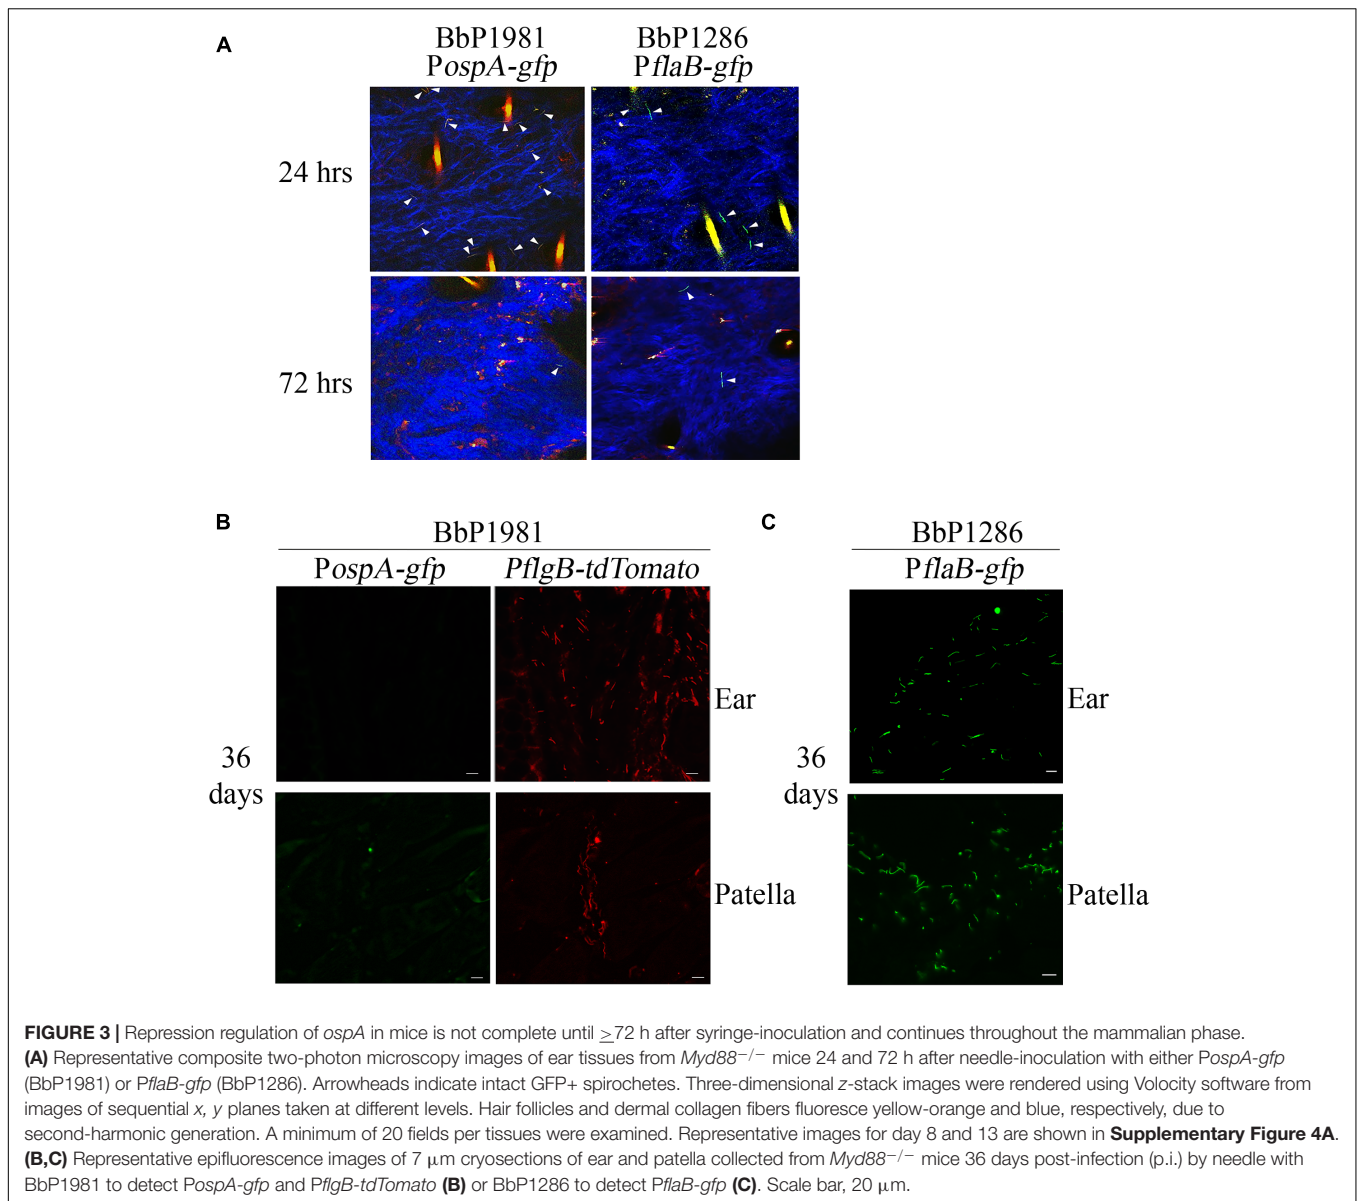 A
BbP1981
PospA-gfp
BbP1286
PflaB-gfp
24 hrs
72 hrs
B
BbP1981
PospA-gfp
PflgB-tdTomato
36
days
Ear
Patella
C
BbP1286
PflaB-gfp
36
days
Ear
Patella
FIGURE 3 | Repression regulation of ospA in mice is not complete until ≥72 h after syringe-inoculation and continues throughout the mammalian phase.
(A) Representative composite two-photon microscopy images of ear tissues from Myd88−/− mice 24 and 72 h after needle-inoculation with either PospA-gfp
(BbP1981) or PflaB-gfp (BbP1286). Arrowheads indicate intact GFP+ spirochetes. Three-dimensional z-stack images were rendered using Volocity software from
images of sequential x, y planes taken at different levels. Hair follicles and dermal collagen fibers fluoresce yellow-orange and blue, respectively, due to
second-harmonic generation. A minimum of 20 fields per tissues were examined. Representative images for day 8 and 13 are shown in Supplementary Figure 4A.
(B,C) Representative epifluorescence images of 7 μm cryosections of ear and patella collected from Myd88−/− mice 36 days post-infection (p.i.) by needle with
BbP1981 to detect PospA-gfp and PflgB-tdTomato (B) or BbP1286 to detect PflaB-gfp (C). Scale bar, 20 μm.